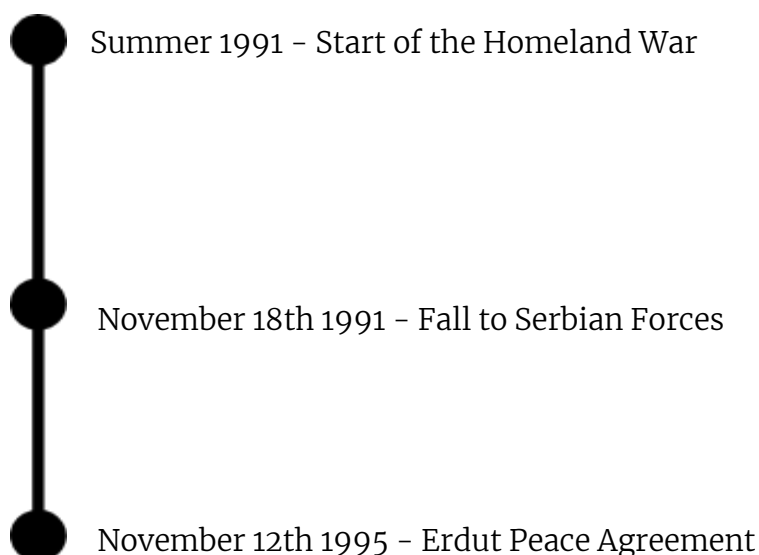 Summer 1991 - Start of the Homeland War
November 18th 1991 - Fall to Serbian Forces
November 12th 1995 - Erdut Peace Agreement